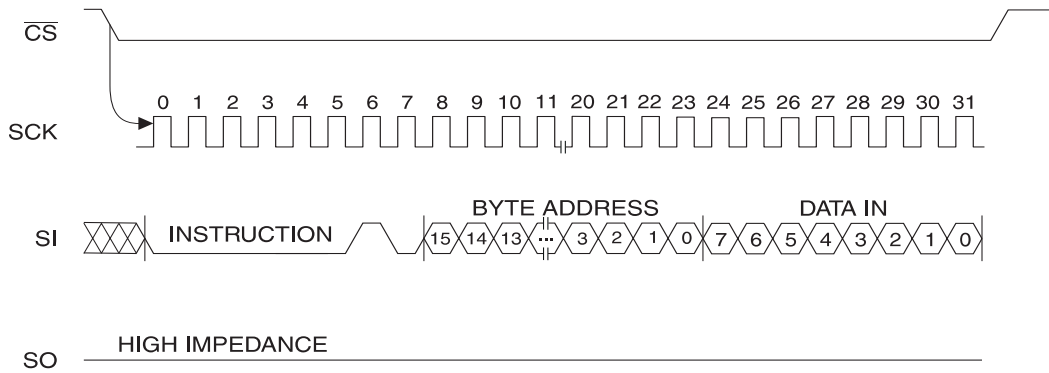 CS
0 1 2 3 4 5 6 7 8 9 10 11 20 21 22 23 24 25 26 27 28 29 30 31
SCK
BYTE ADDRESS DATA IN
SI INSTRUCTION 15 14 13 ... 3 2 1 0 7 6 5 4 3 2 1 0
HIGH IMPEDANCE
SO